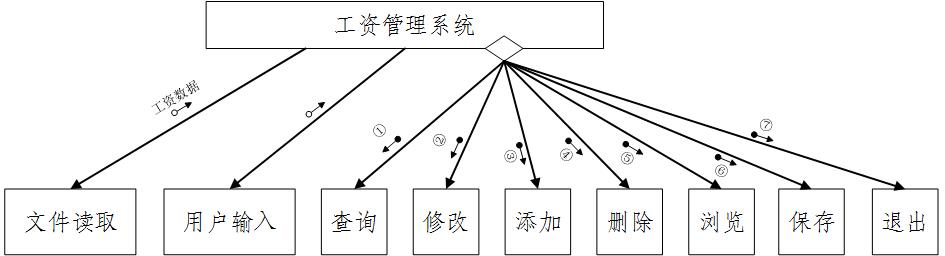 工资管理系统
工资数据
①
②
③
④
⑤
⑥
⑦
文件读取
用户输入
查询
修改
添加
删除
浏览
保存
退出